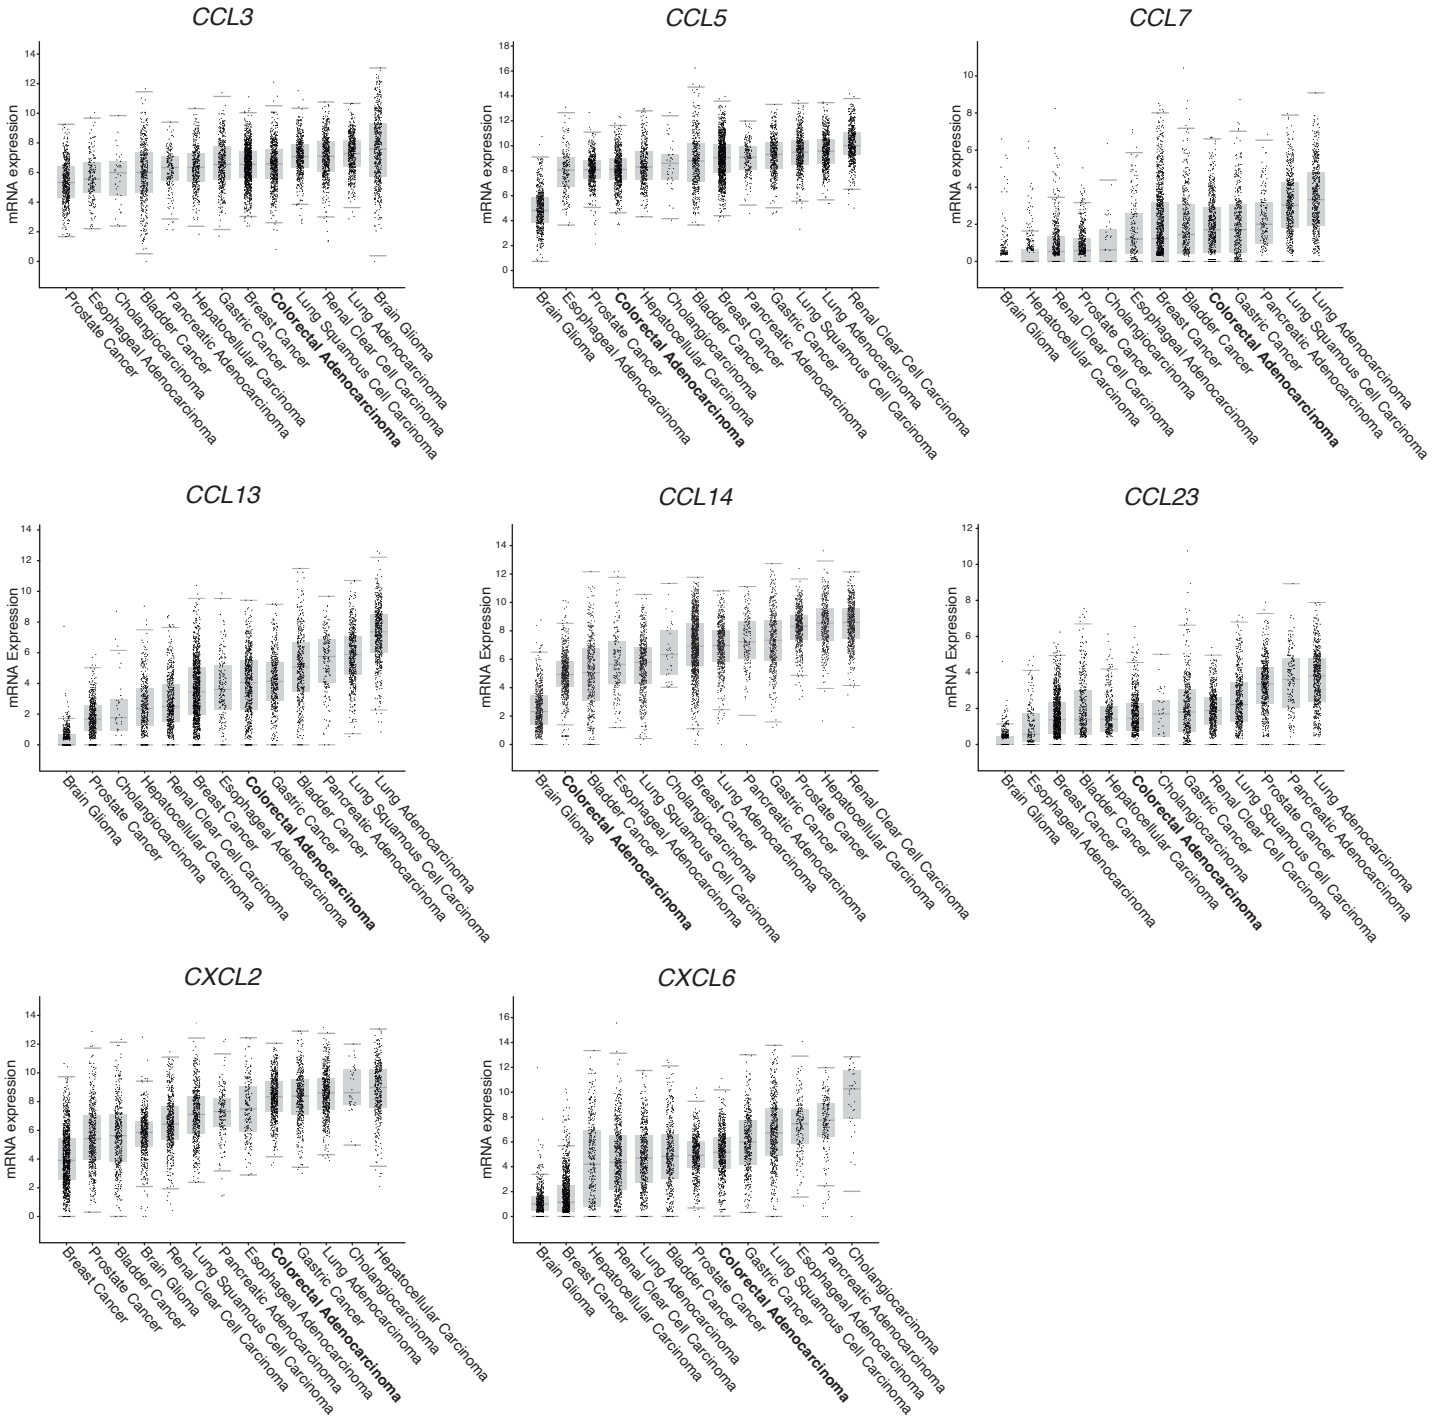 CCL3
mRNA expression
14
12
10
8
6
4
2
0
Prostate Cancer
Esophageal Adenocarcinoma
Cholangiocarcinoma
Bladder Cancer
Pancreatic Adenocarcinoma
Hepatocellular Carcinoma
Gastric Cancer
Breast Cancer
Colorectal Adenocarcinoma
Lung Squamous Cell Carcinoma
Renal Clear Cell Carcinoma
Lung Adenocarcinoma
Brain Glioma
CCL5
mRNA expression
18
16
14
12
10
8
6
4
2
0
Brain Glioma
Esophageal Adenocarcinoma
Prostate Cancer
Colorectal Adenocarcinoma
Hepatocellular Carcinoma
Cholangiocarcinoma
Bladder Cancer
Breast Cancer
Pancreatic Adenocarcinoma
Gastric Cancer
Lung Squamous Cell Carcinoma
Lung Adenocarcinoma
Renal Clear Cell Carcinoma
CCL7
mRNA expression
10
8
6
4
2
0
Brain Glioma
Hepatocellular Carcinoma
Renal Clear Cell Carcinoma
Prostate Cancer
Cholangiocarcinoma
Esophageal Adenocarcinoma
Breast Cancer
Bladder Cancer
Colorectal Adenocarcinoma
Gastric Cancer
Pancreatic Adenocarcinoma
Lung Squamous Cell Carcinoma
Lung Adenocarcinoma
CCL13
mRNA Expression
14
12
10
8
6
4
2
0
Brain Glioma
Prostate Cancer
Cholangiocarcinoma
Hepatocellular Carcinoma
Renal Clear Cell Carcinoma
Breast Cancer
Esophageal Adenocarcinoma
Colorectal Adenocarcinoma
Gastric Cancer
Bladder Cancer
Pancreatic Adenocarcinoma
Lung Squamous Cell Carcinoma
Lung Adenocarcinoma
CCL14
mRNA Expression
14
12
10
8
6
4
2
0
Brain Glioma
Colorectal Adenocarcinoma
Bladder Cancer
Esophageal Adenocarcinoma
Lung Squamous Cell Carcinoma
Cholangiocarcinoma
Breast Cancer
Lung Adenocarcinoma
Pancreatic Adenocarcinoma
Gastric Cancer
Prostate Cancer
Hepatocellular Carcinoma
Renal Clear Cell Carcinoma
CCL23
mRNA Expression
12
10
8
6
4
2
0
Brain Glioma
Esophageal Adenocarcinoma
Breast Cancer
Bladder Cancer
Hepatocellular Carcinoma
Colorectal Adenocarcinoma
Cholangiocarcinoma
Gastric Cancer
Renal Clear Cell Carcinoma
Lung Squamous Cell Carcinoma
Prostate Cancer
Pancreatic Adenocarcinoma
Lung Adenocarcinoma
CXCL2
mRNA expression
14
12
10
8
6
4
2
0
Breast Cancer
Prostate Cancer
Bladder Cancer
Brain Glioma
Renal Clear Cell Carcinoma
Lung Squamous Cell Carcinoma
Pancreatic Adenocarcinoma
Esophageal Adenocarcinoma
Colorectal Adenocarcinoma
Gastric Cancer
Lung Adenocarcinoma
Cholangiocarcinoma
Hepatocellular Carcinoma
CXCL6
mRNA expression
16
14
12
10
8
6
4
2
0
Brain Glioma
Breast Cancer
Hepatocellular Carcinoma
Renal Clear Cell Carcinoma
Lung Adenocarcinoma
Bladder Cancer
Prostate Cancer
Colorectal Adenocarcinoma
Gastric Cancer
Lung Squamous Cell Carcinoma
Esophageal Adenocarcinoma
Pancreatic Adenocarcinoma
Cholangiocarcinoma